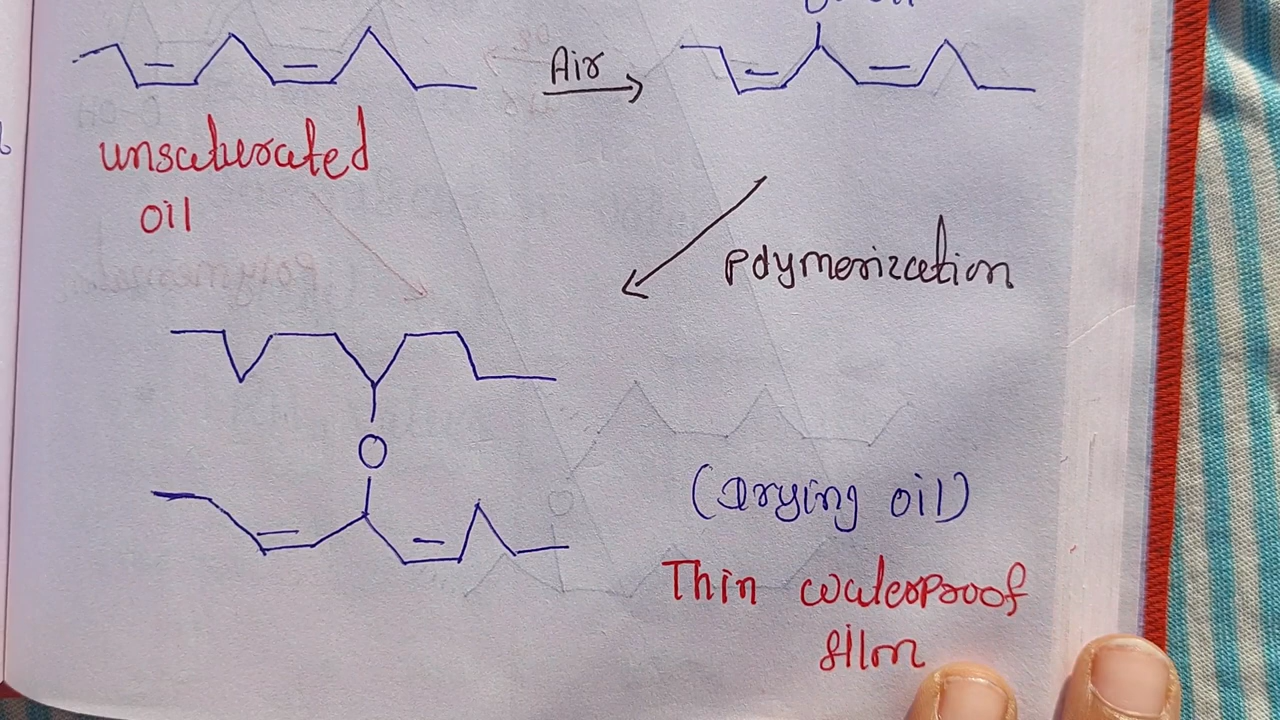 Air
unsaturated
oil
polymerization
O
(Drying oil)
Thin waterproof
film